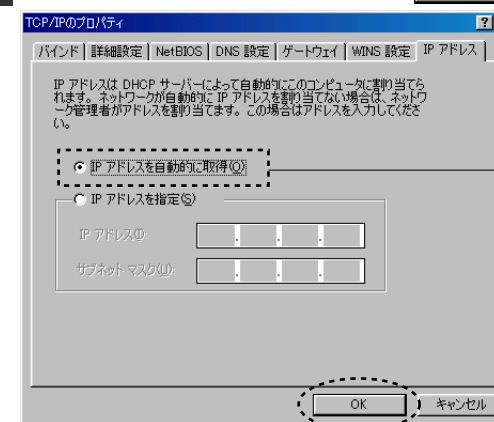 TCP/IPのプロパティ
?
バインド 詳細設定 NetBIOS DNS 設定 ゲートウェイ WINS 設定 IP アドレス
IP アドレスは DHCP サーバーによって自動的にこのコンピュータに割り当てら
れます。ネットワークが自動的に IP アドレスを割り当てない場合は、ネットワ
ーク管理者がアドレスを割り当てます。この場合はアドレスを入力してくださ
い。
IP アドレスを自動的に取得(O)
IP アドレスを指定(S)
IP アドレス(I):
サブネット マスク(U):
OK キャンセル